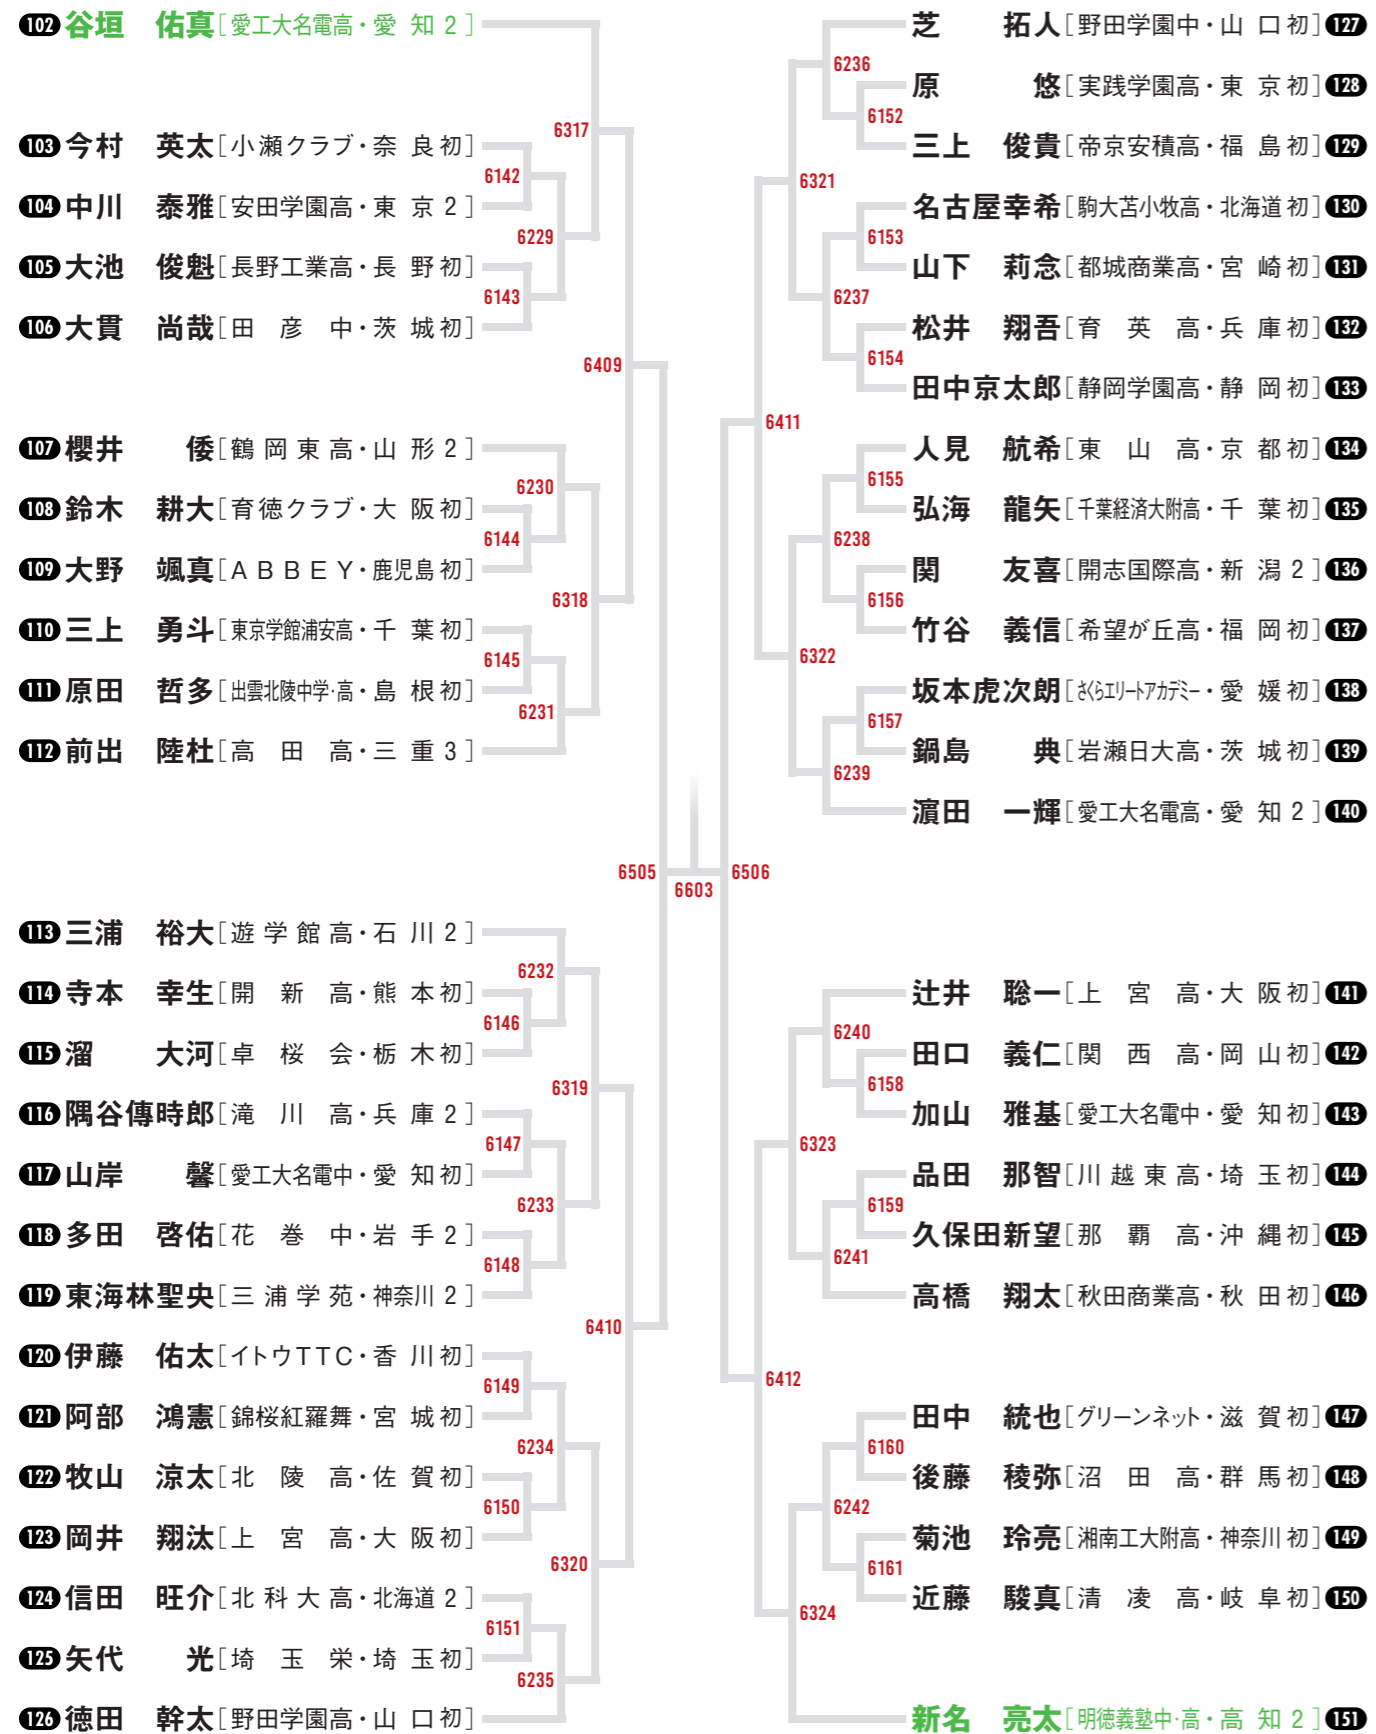 102 谷垣　佑真［愛工大名電高・愛　知 2］
6317
103 今村　英太［小瀬クラブ・奈　良初］
6142
104 中川　泰雅［安田学園高・東　京 2］
6229
105 大池　俊魁［長野工業高・長　野初］
6143
106 大貫　尚哉［田　彦　中・茨　城初］
6409
107 櫻井　　倭［鶴岡東高・山　形 2］
6230
108 鈴木　耕大［育徳クラブ・大　阪初］
6144
109 大野　颯真［ＡＢＢＥＹ・鹿児島初］
6318
110 三上　勇斗［東京学館浦安高・千　葉初］
6145
111 原田　哲多［出雲北陵中学・高・島　根初］
6231
112 前出　陸杜［高　田　高・三　重 3］
6505
6603
113 三浦　裕大［遊学館高・石　川 2］
6232
114 寺本　幸生［開　新　高・熊　本初］
6146
115 溜　　大河［卓　桜　会・栃　木初］
6319
116 隅谷傳時郎［滝　川　高・兵　庫 2］
6147
117 山岸　　馨［愛工大名電中・愛　知初］
6233
118 多田　啓佑［花　巻　中・岩　手 2］
6148
119 東海林聖央［三浦学苑・神奈川 2］
6410
120 伊藤　佑太［イトウTTC・香　川初］
6149
121 阿部　鴻憲［錦桜紅羅舞・宮　城初］
6234
122 牧山　涼太［北　陵　高・佐　賀初］
6150
123 岡井　翔汰［上　宮　高・大　阪初］
6320
124 信田　旺介［北科大高・北海道 2］
6151
125 矢代　　光［埼　玉　栄・埼　玉初］
6235
126 徳田　幹太［野田学園高・山　口初］
芝　　拓人［野田学園中・山　口初］127
6236
原　　　悠［実践学園高・東　京初］128
6152
三上　俊貴［帝京安積高・福　島初］129
6321
名古屋幸希［駒大苫小牧高・北海道初］130
6153
山下　莉念［都城商業高・宮　崎初］131
6237
松井　翔吾［育　英　高・兵　庫初］132
6154
田中京太郎［静岡学園高・静　岡初］133
6411
人見　航希［東　山　高・京　都初］134
6155
弘海　龍矢［千葉経済大附高・千　葉初］135
6238
関　　友喜［開志国際高・新　潟 2］136
6156
竹谷　義信［希望が丘高・福　岡初］137
6322
坂本虎次朗［さくらエリートアカデミー・愛　媛初］138
6157
鍋島　　典［岩瀬日大高・茨　城初］139
6239
濵田　一輝［愛工大名電高・愛　知 2］140
6506
辻井　聡一［上　宮　高・大　阪初］141
6240
田口　義仁［関　西　高・岡　山初］142
6158
加山　雅基［愛工大名電中・愛　知初］143
6323
品田　那智［川越東高・埼　玉初］144
6159
久保田新望［那　覇　高・沖　縄初］145
6241
高橋　翔太［秋田商業高・秋　田初］146
6412
田中　統也［グリーンネット・滋　賀初］147
6160
後藤　稜弥［沼　田　高・群　馬初］148
6242
菊池　玲亮［湘南工大附高・神奈川初］149
6161
近藤　駿真［清　凌　高・岐　阜初］150
6324
新名　亮太［明徳義塾中・高・高　知 2］151